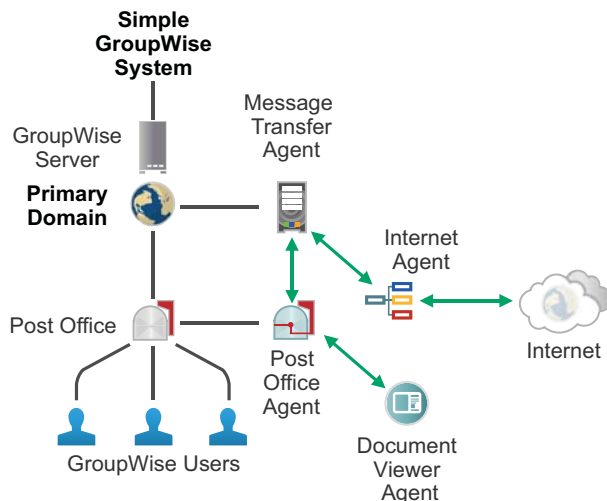 Simple
GroupWise
System
GroupWise
Server
Message
Transfer
Agent
Primary
Domain
Internet
Agent
Post Office
Internet
Post
Office
Agent
GroupWise Users
Document
Viewer
Agent